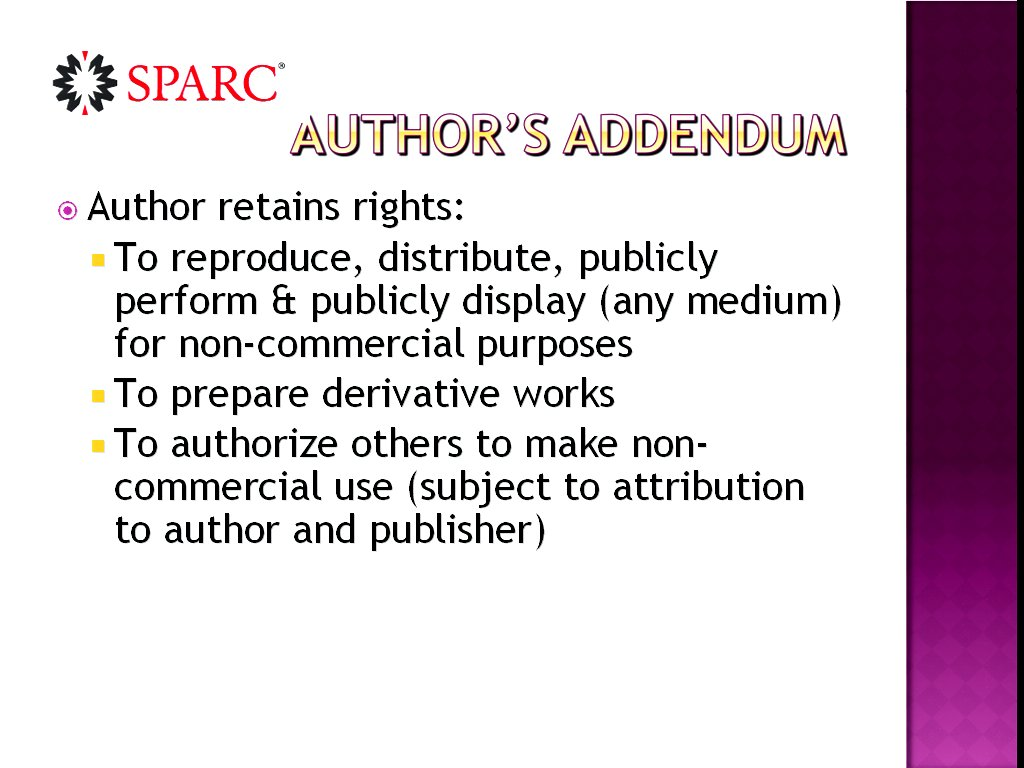 SPARC®
AUTHOR’S ADDENDUM
Author retains rights:
To reproduce, distribute, publicly
perform & publicly display (any medium)
for non-commercial purposes
To prepare derivative works
To authorize others to make non-
commercial use (subject to attribution
to author and publisher)